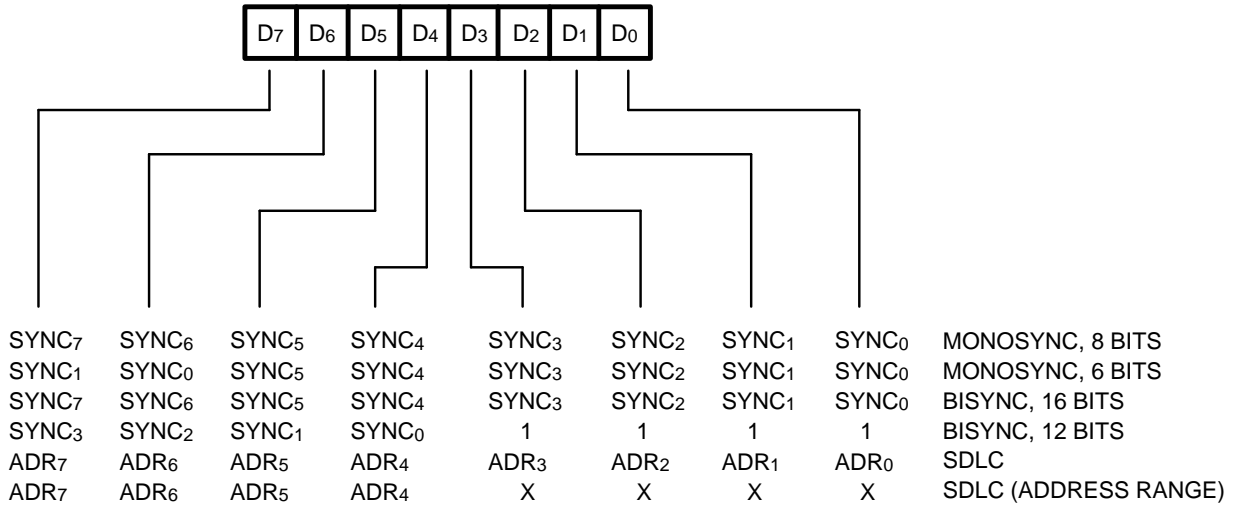 D7 D6 D5 D4 D3 D2 D1 D0
SYNC7 SYNC6 SYNC5 SYNC4 SYNC3 SYNC2 SYNC1 SYNC0 MONOSYNC, 8 BITS
SYNC1 SYNC0 SYNC5 SYNC4 SYNC3 SYNC2 SYNC1 SYNC0 MONOSYNC, 6 BITS
SYNC7 SYNC6 SYNC5 SYNC4 SYNC3 SYNC2 SYNC1 SYNC0 BISYNC, 16 BITS
SYNC3 SYNC2 SYNC1 SYNC0 1 1 1 1 BISYNC, 12 BITS
ADR7 ADR6 ADR5 ADR4 ADR3 ADR2 ADR1 ADR0 SDLC
ADR7 ADR6 ADR5 ADR4 X X X X SDLC (ADDRESS RANGE)